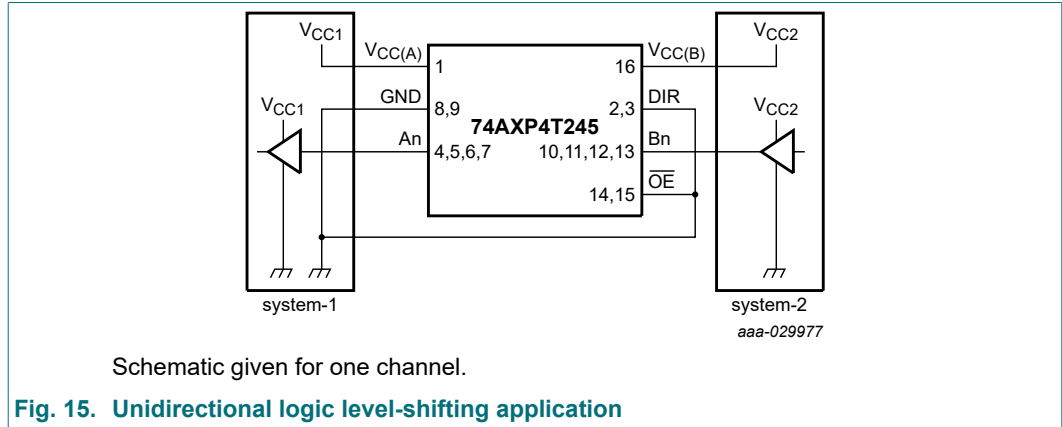 VCC1 VCC(A) 1 16 VCC(B) VCC2
GND 8,9 2,3 DIR
VCC1 74AXP4T245 VCC2
An 4,5,6,7 10,11,12,13 Bn
14,15 OE
system-1 system-2
aaa-029977
Schematic given for one channel.
Fig. 15. Unidirectional logic level-shifting application